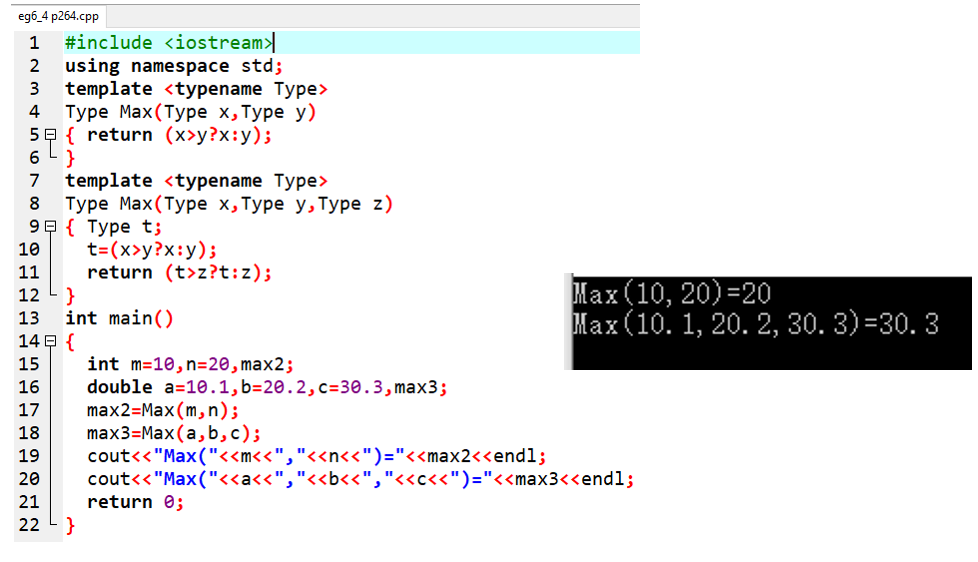 eg6_4 p264.cpp
1 #include <iostream>
2 using namespace std;
3 template <typename Type>
4 Type Max(Type x,Type y)
5 { return (x>y?x:y);
6 }
7 template <typename Type>
8 Type Max(Type x,Type y,Type z)
9 { Type t;
10 t=(x>y?x:y);
11 return (t>z?t:z);
12 }
13 int main()
14 {
15 int m=10,n=20,max2;
16 double a=10.1,b=20.2,c=30.3,max3;
17 max2=Max(m,n);
18 max3=Max(a,b,c);
19 cout<<"Max("<<m<<","<<n<<")="<<max2<<endl;
20 cout<<"Max("<<a<<","<<b<<","<<c<<")="<<max3<<endl;
21 return 0;
22 }
Max(10,20)=20
Max(10.1,20.2,30.3)=30.3